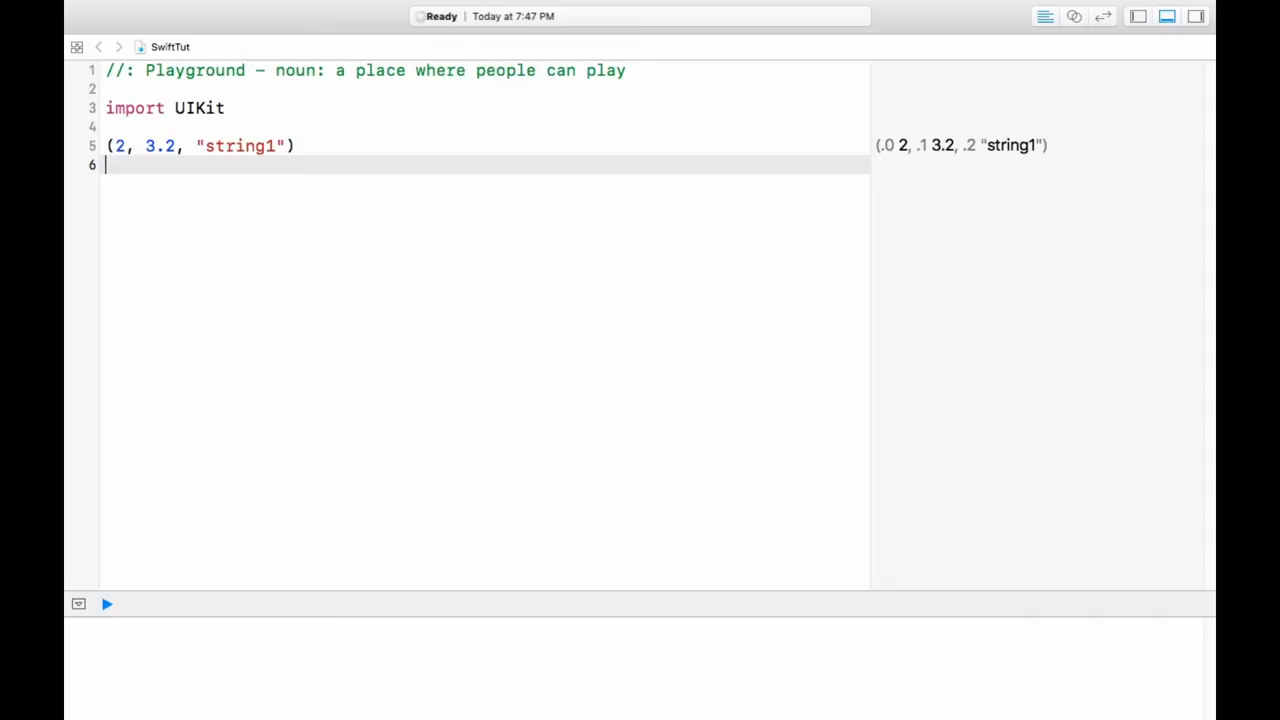 Ready | Today at 7:47 PM
SwiftTut
1 //: Playground - noun: a place where people can play
2
3 import UIKit
4
5 (2, 3.2, "string1") (.0 2, .1 3.2, .2 "string1")
6